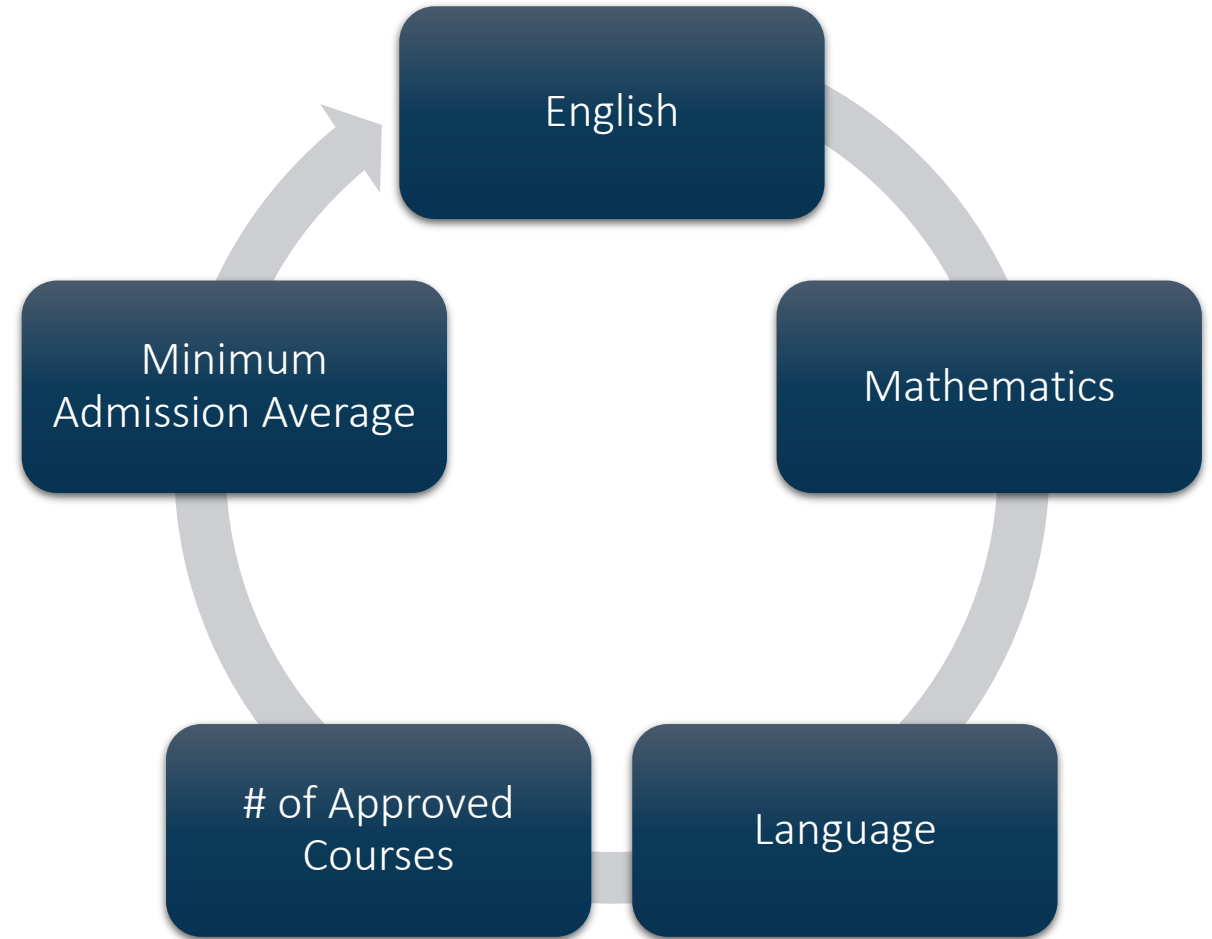 English
Mathematics
Language
# of Approved
Courses
Minimum
Admission Average